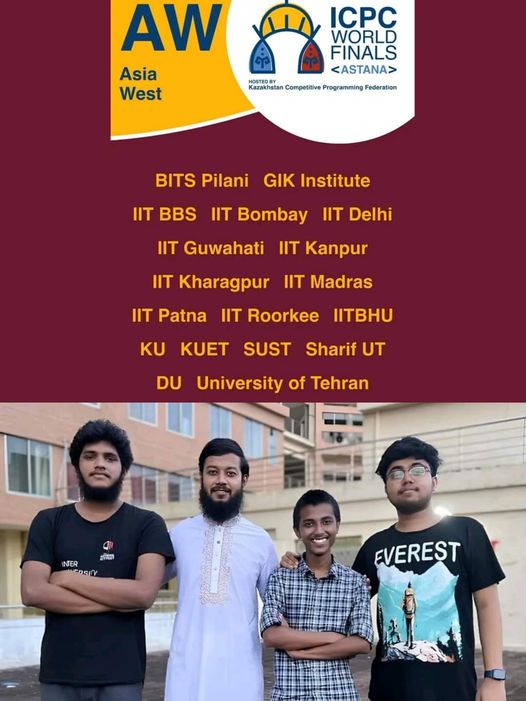 AW
Asia
West
ICPC
WORLD
FINALS
<ASTANA>
HOSTED BY
Kazakhstan Competitive Programming Federation
BITS Pilani GIK Institute
IIT BBS IIT Bombay IIT Delhi
IIT Guwahati IIT Kanpur
IIT Kharagpur IIT Madras
IIT Patna IIT Roorkee IITBHU
KU KUET SUST Sharif UT
DU University of Tehran
EVEREST